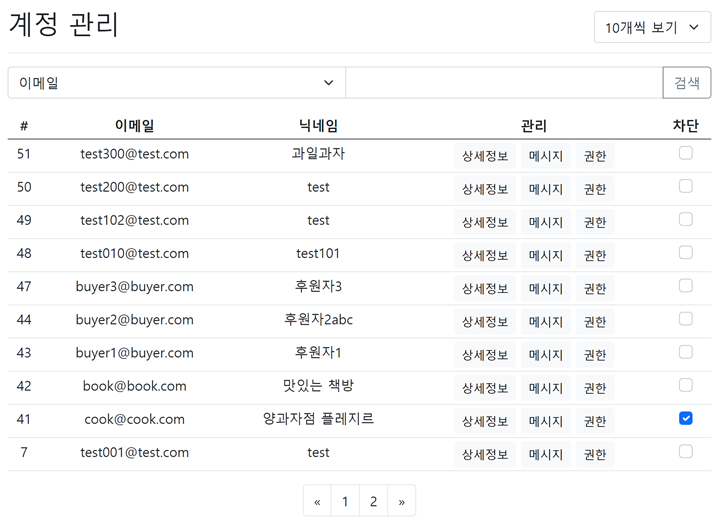 계정 관리
10개씩 보기
이메일 검색
# 이메일 닉네임 관리 차단
51 test300@test.com 과일과자 상세정보 메시지 권한
50 test200@test.com test 상세정보 메시지 권한
49 test102@test.com test 상세정보 메시지 권한
48 test010@test.com test101 상세정보 메시지 권한
47 buyer3@buyer.com 후원자3 상세정보 메시지 권한
44 buyer2@buyer.com 후원자2abc 상세정보 메시지 권한
43 buyer1@buyer.com 후원자1 상세정보 메시지 권한
42 book@book.com 맛있는 책방 상세정보 메시지 권한
41 cook@cook.com 양과자점 플레지르 상세정보 메시지 권한
7 test001@test.com test 상세정보 메시지 권한
« 1 2 »